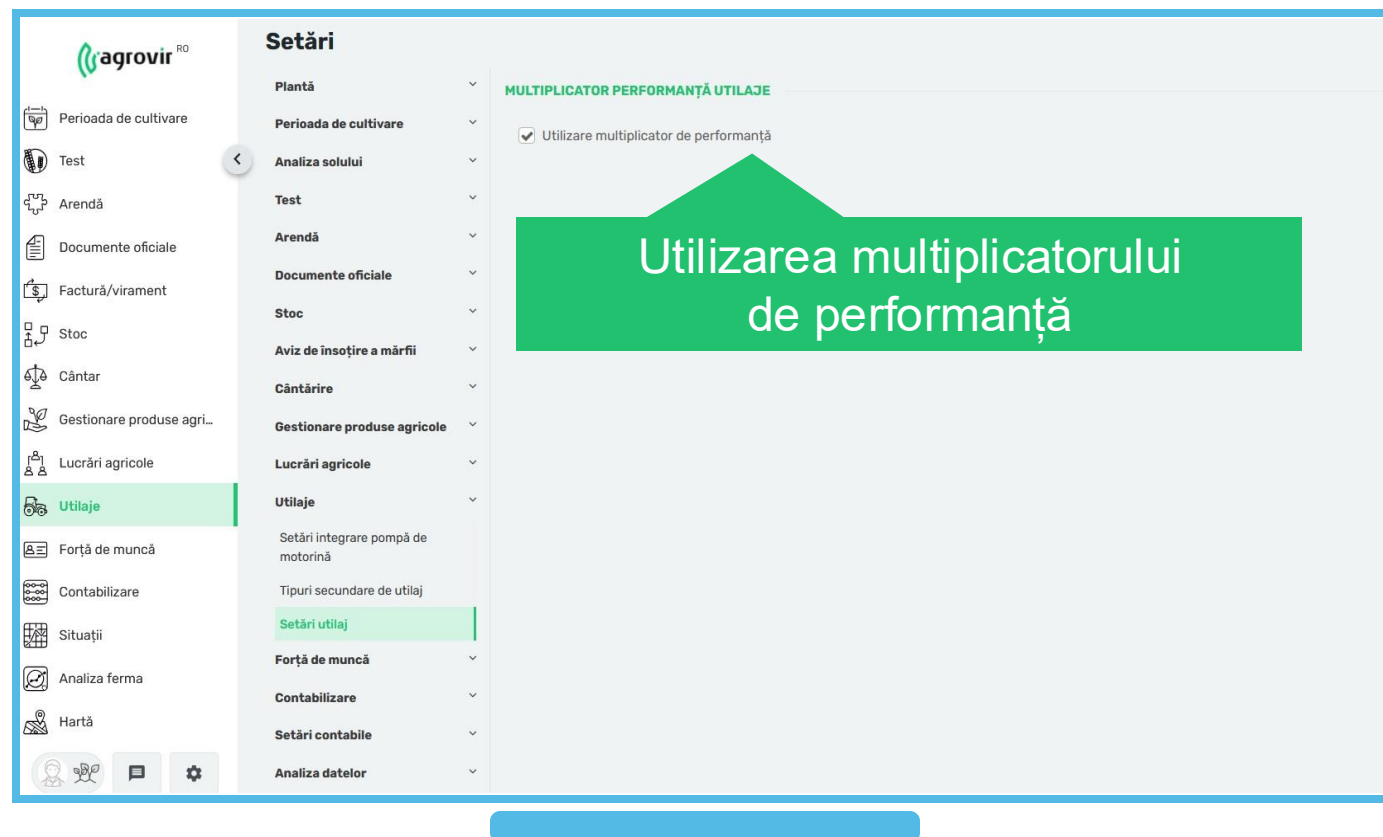 agrovir RO
Perioada de cultivare
Test
Arendă
Documente oficiale
Factură/virament
Stoc
Cântar
Gestionare produse agri...
Lucrări agricole
Utilaje
Forță de muncă
Contabilizare
Situații
Analiza ferma
Hartă
Setări
Plantă
Perioada de cultivare
Analiza solului
Test
Arendă
Documente oficiale
Stoc
Aviz de însoțire a mărfii
Cântărire
Gestionare produse agricole
Lucrări agricole
Utilaje
Setări integrare pompă de
motorină
Tipuri secundare de utilaj
Setări utilaj
Forță de muncă
Contabilizare
Setări contabile
Analiza datelor
MULTIPLICATOR PERFORMANȚĂ UTILAJE
Utilizare multiplicator de performanță
Utilizarea multiplicatorului
de performanță